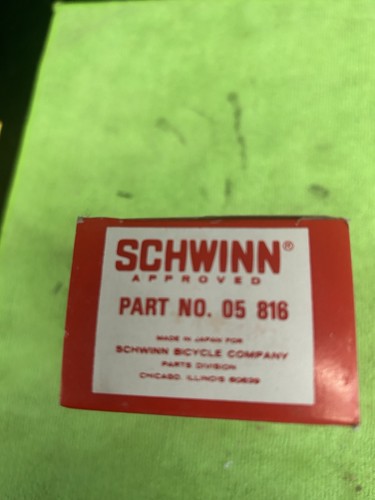 SCHWINN®
APPROVED
PART NO. 05 816
MADE IN JAPAN FOR
SCHWINN BICYCLE COMPANY
PARTS DIVISION
CHICAGO, ILLINOIS 60639